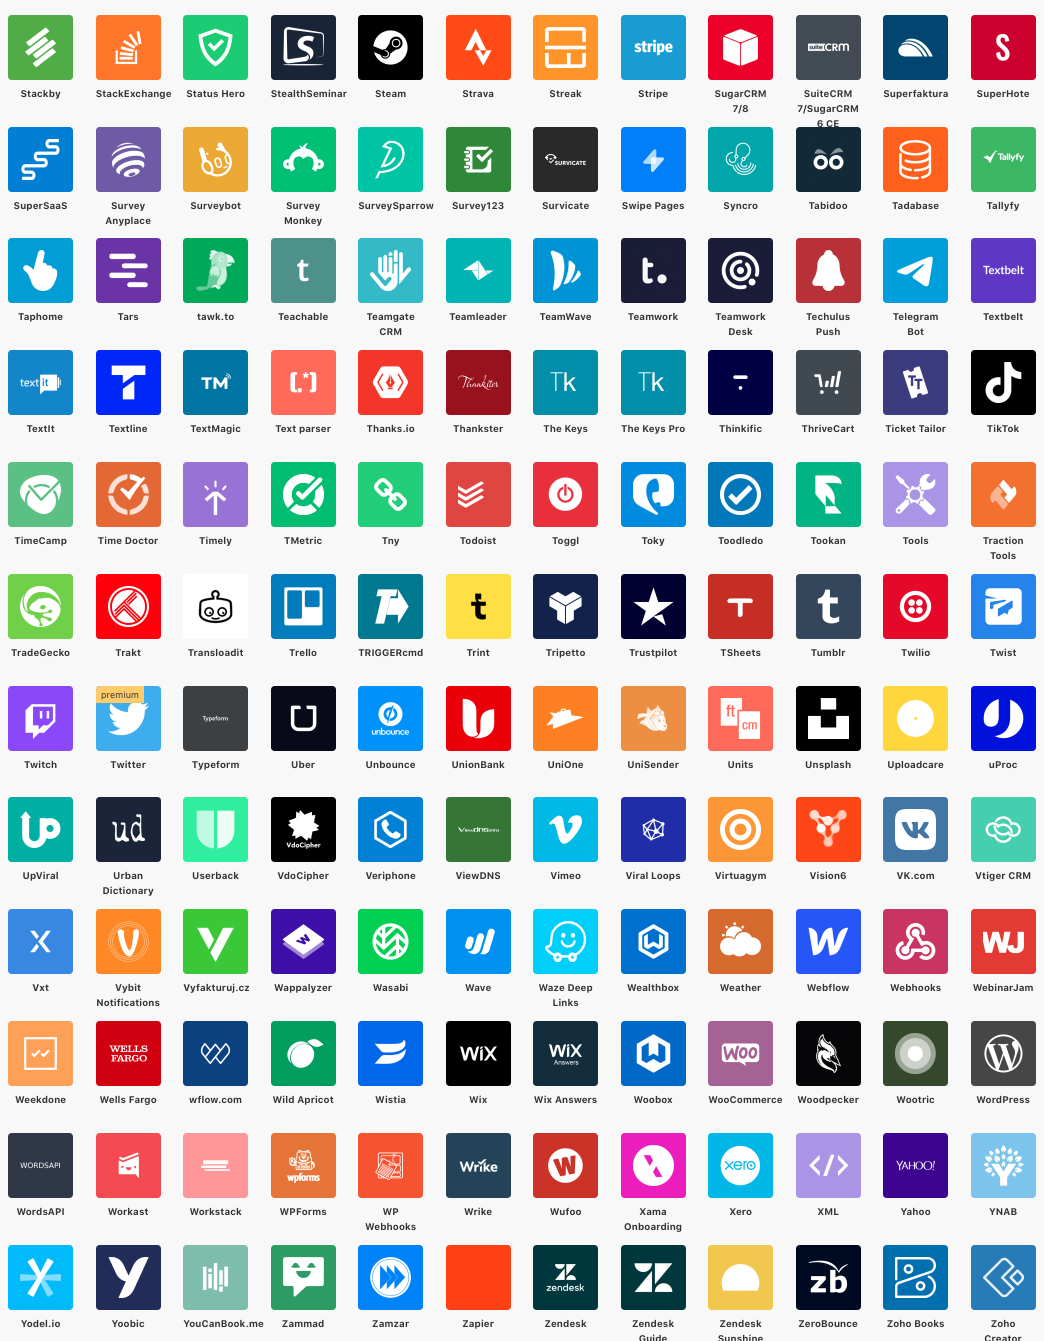 stripe
suiteCRM
S
Stackby
StackExchange
Status Hero
StealthSeminar
Steam
Strava
Streak
Stripe
SugarCRM
7/8
SuiteCRM
7/SugarCRM
6 CE
Superfaktura
SuperHote
SURVICATE
Tallyfy
SuperSaaS
Survey
Anyplace
Surveybot
Survey
Monkey
SurveySparrow
Survey123
Survicate
Swipe Pages
Syncro
Tabidoo
Tadabase
Tallyfy
t
t.
Textbelt
Taphome
Tars
tawk.to
Teachable
Teamgate
CRM
Teamleader
TeamWave
Teamwork
Teamwork
Desk
Techulus
Push
Telegram
Bot
Textbelt
text it
T
TM
(.*)
Thankster
Tk
Tk
TT
TextIt
Textline
TextMagic
Text parser
Thanks.io
Thankster
The Keys
The Keys Pro
Thinkific
ThriveCart
Ticket Tailor
TikTok
TimeCamp
Time Doctor
Timely
TMetric
Tny
Todoist
Toggl
Toky
Toodledo
Tookan
Tools
Traction
Tools
T
t
T
t
TradeGecko
Trakt
Transloadit
Trello
TRIGGERcmd
Trint
Tripetto
Trustpilot
TSheets
Tumblr
Twilio
Twist
premium
Typeform
unbounce
ft
cm
Twitch
Twitter
Typeform
Uber
Unbounce
UnionBank
UniOne
UniSender
Units
Unsplash
Uploadcare
uProc
UP
ud
VdoCipher
ViewDNS.info
VK
UpViral
Urban
Dictionary
Userback
VdoCipher
Veriphone
ViewDNS
Vimeo
Viral Loops
Virtuagym
Vision6
VK.com
Vtiger CRM
X
V
W
W
W
WJ
Vxt
Vybit
Notifications
Vyfakturuj.cz
Wappalyzer
Wasabi
Wave
Waze Deep
Links
Wealthbox
Weather
Webflow
Webhooks
WebinarJam
WELLS
FARGO
WiX
WiX
Answers
WOO
W
Weekdone
Wells Fargo
wflow.com
Wild Apricot
Wistia
Wix
Wix Answers
Woobox
WooCommerce
Woodpecker
Wootric
WordPress
WORDSAPI
wpforms
Wrike
W
xero
</>
YAHOO!
WordsAPI
Workast
Workstack
WPForms
WP
Webhooks
Wrike
Wufoo
Xama
Onboarding
Xero
XML
Yahoo
YNAB
zendesk
zb
Yodel.io
Yoobic
YouCanBook.me
Zammad
Zamzar
Zapier
Zendesk
Zendesk
Guide
Zendesk
Sunshine
ZeroBounce
Zoho Books
Zoho
Creator